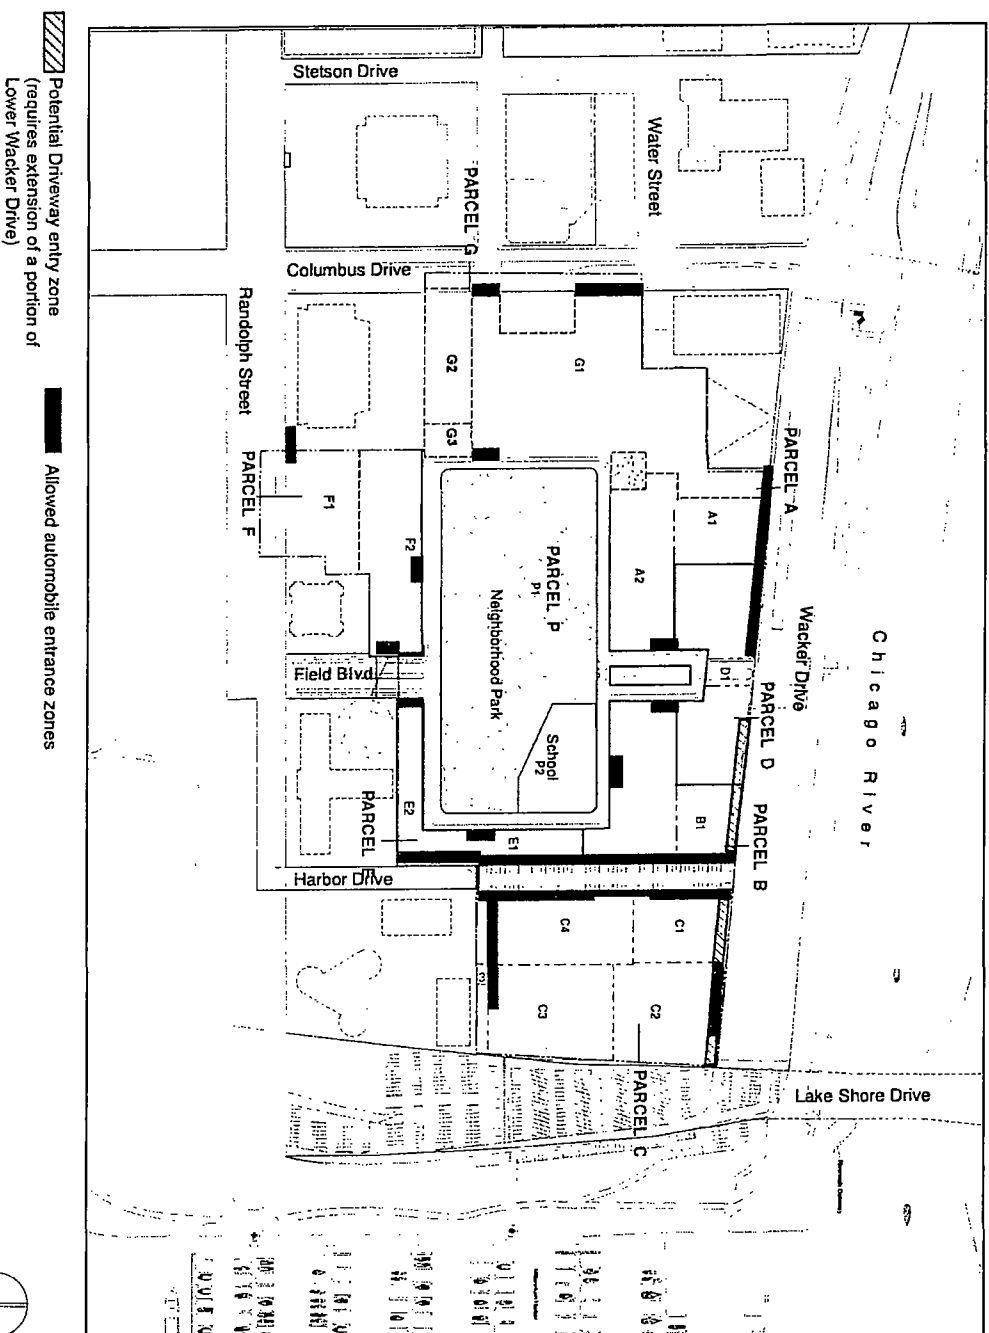 Potential Driveway entry zone
(requires extension of a portion of
Lower Wacker Drive)
Allowed automobile entrance zones
Stetson Drive
Water Street
PARCEL G
Columbus Drive
Randolph Street
G2
G1
G3
PARCEL A
PARCEL F
F1
F2
A1
A2
PARCEL P
P1
Neighborhood Park
Wacker Drive
Chicago River
Field Blvd.
D1
PARCEL D
School
P2
PARCEL E
E2
E1
B1
PARCEL B
Harbor Drive
C4
C1
C3
C2
PARCEL C
Lake Shore Drive